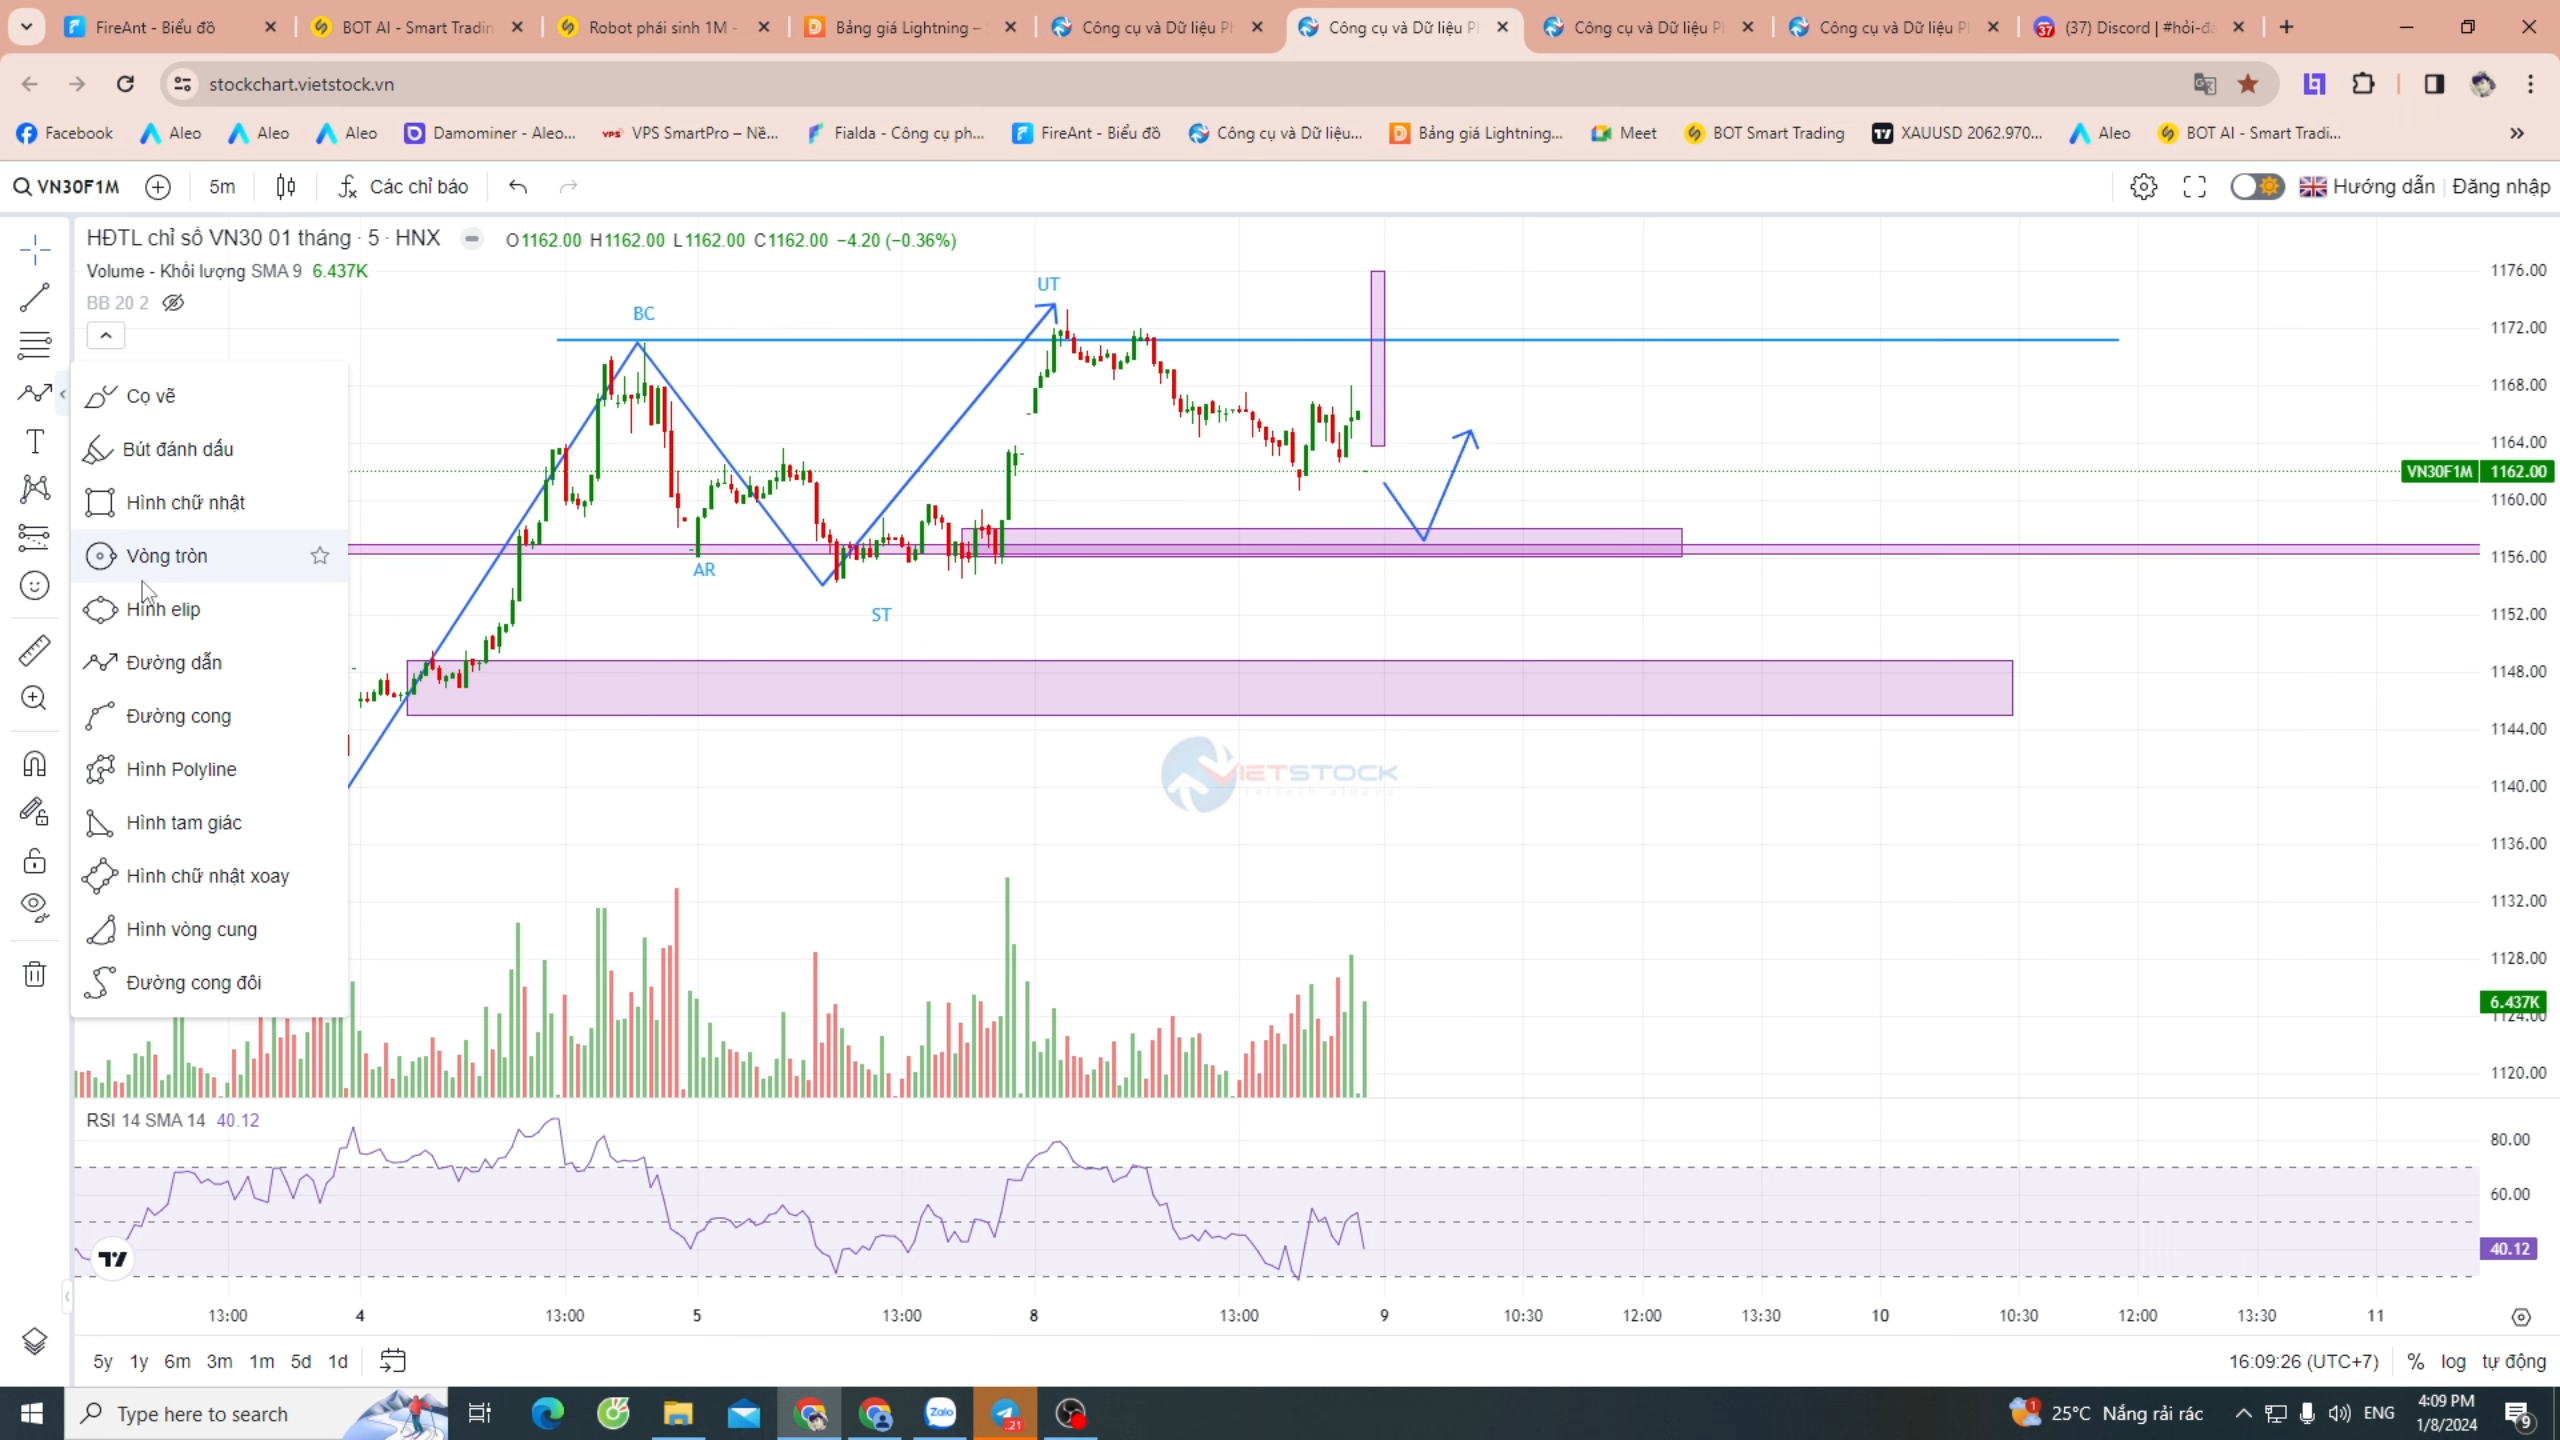 FireAnt - Biểu đồ
BOT AI - Smart Tradin
Robot phái sinh 1M -
Bảng giá Lightning –
Công cụ và Dữ liệu Ph
Công cụ và Dữ liệu Ph
Công cụ và Dữ liệu Ph
Công cụ và Dữ liệu Ph
(37) Discord | #hỏi-đá
stockchart.vietstock.vn
Facebook
Aleo
Aleo
Aleo
Damominer - Aleo...
VPS SmartPro – Nề...
Fialda - Công cụ ph...
FireAnt - Biểu đồ
Công cụ và Dữ liệu...
Bảng giá Lightning...
Meet
BOT Smart Trading
XAUUSD 2062.970...
Aleo
BOT AI - Smart Tradi...
VN30F1M
5m
Các chỉ báo
Hướng dẫn
Đăng nhập
HĐTL chỉ số VN30 01 tháng · 5 · HNX
O1162.00 H1162.00 L1162.00 C1162.00 −4.20 (−0.36%)
Volume - Khối lượng SMA 9 6.437K
BB 20 2
Cọ vẽ
Bút đánh dấu
Hình chữ nhật
Vòng tròn
Hình elip
Đường dẫn
Đường cong
Hình Polyline
Hình tam giác
Hình chữ nhật xoay
Hình vòng cung
Đường cong đôi
BC
UT
AR
ST
VIETSTOCK
refresh always
1176.00
1172.00
1168.00
1164.00
VN30F1M 1162.00
1160.00
1156.00
1152.00
1148.00
1144.00
1140.00
1136.00
1132.00
1128.00
6.437K
1124.00
1120.00
RSI 14 SMA 14 40.12
80.00
60.00
40.12
13:00
4
13:00
5
13:00
8
13:00
9
10:30
12:00
13:30
10
10:30
12:00
13:30
11
5y 1y 6m 3m 1m 5d 1d
16:09:26 (UTC+7)
%
log
tự động
Type here to search
Zalo
21
25°C Nắng rải rác
ENG
4:09 PM
1/8/2024
9